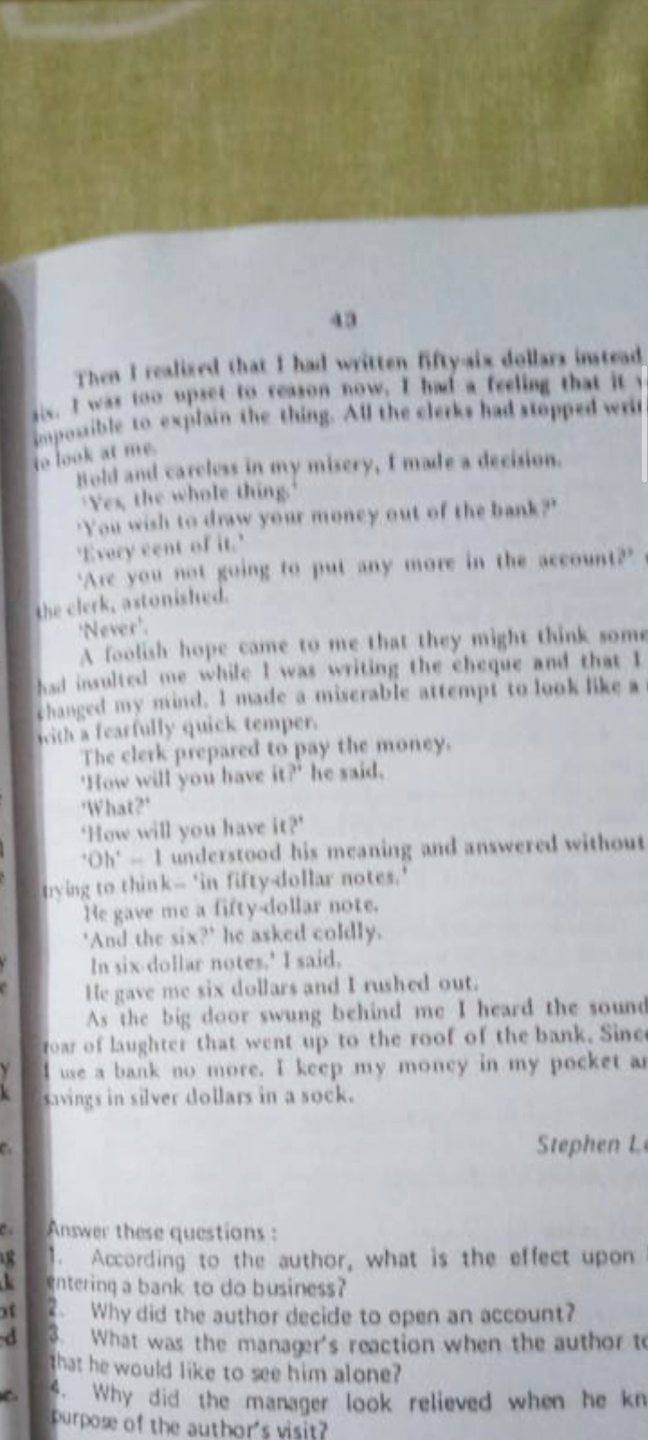 43
Then I realized that I had written fifty-six dollars instead
six. I was too upset to reason now. I had a feeling that it
impossible to explain the thing. All the clerks had stopped writ
to look at me.
Bold and careless in my misery, I made a decision.
'Yes, the whole thing.'
'You wish to draw your money out of the bank?'
'Every cent of it.'
'Are you not going to put any more in the account?'
the clerk, astonished.
'Never'.
A foolish hope came to me that they might think some
had insulted me while I was writing the cheque and that I
changed my mind. I made a miserable attempt to look like a
with a fearfully quick temper.
The clerk prepared to pay the money.
'How will you have it?' he said.
'What?'
'How will you have it?'
'Oh' – I understood his meaning and answered without
trying to think– 'in fifty-dollar notes.'
He gave me a fifty-dollar note.
'And the six?' he asked coldly.
In six-dollar notes.' I said.
He gave me six dollars and I rushed out.
As the big door swung behind me I heard the sound
roar of laughter that went up to the roof of the bank. Since
I use a bank no more. I keep my money in my pocket
savings in silver dollars in a sock.
Stephen Le
Answer these questions :
1. According to the author, what is the effect upon
entering a bank to do business?
2. Why did the author decide to open an account?
3. What was the manager's reaction when the author to
that he would like to see him alone?
4. Why did the manager look relieved when he kn
purpose of the author's visit?